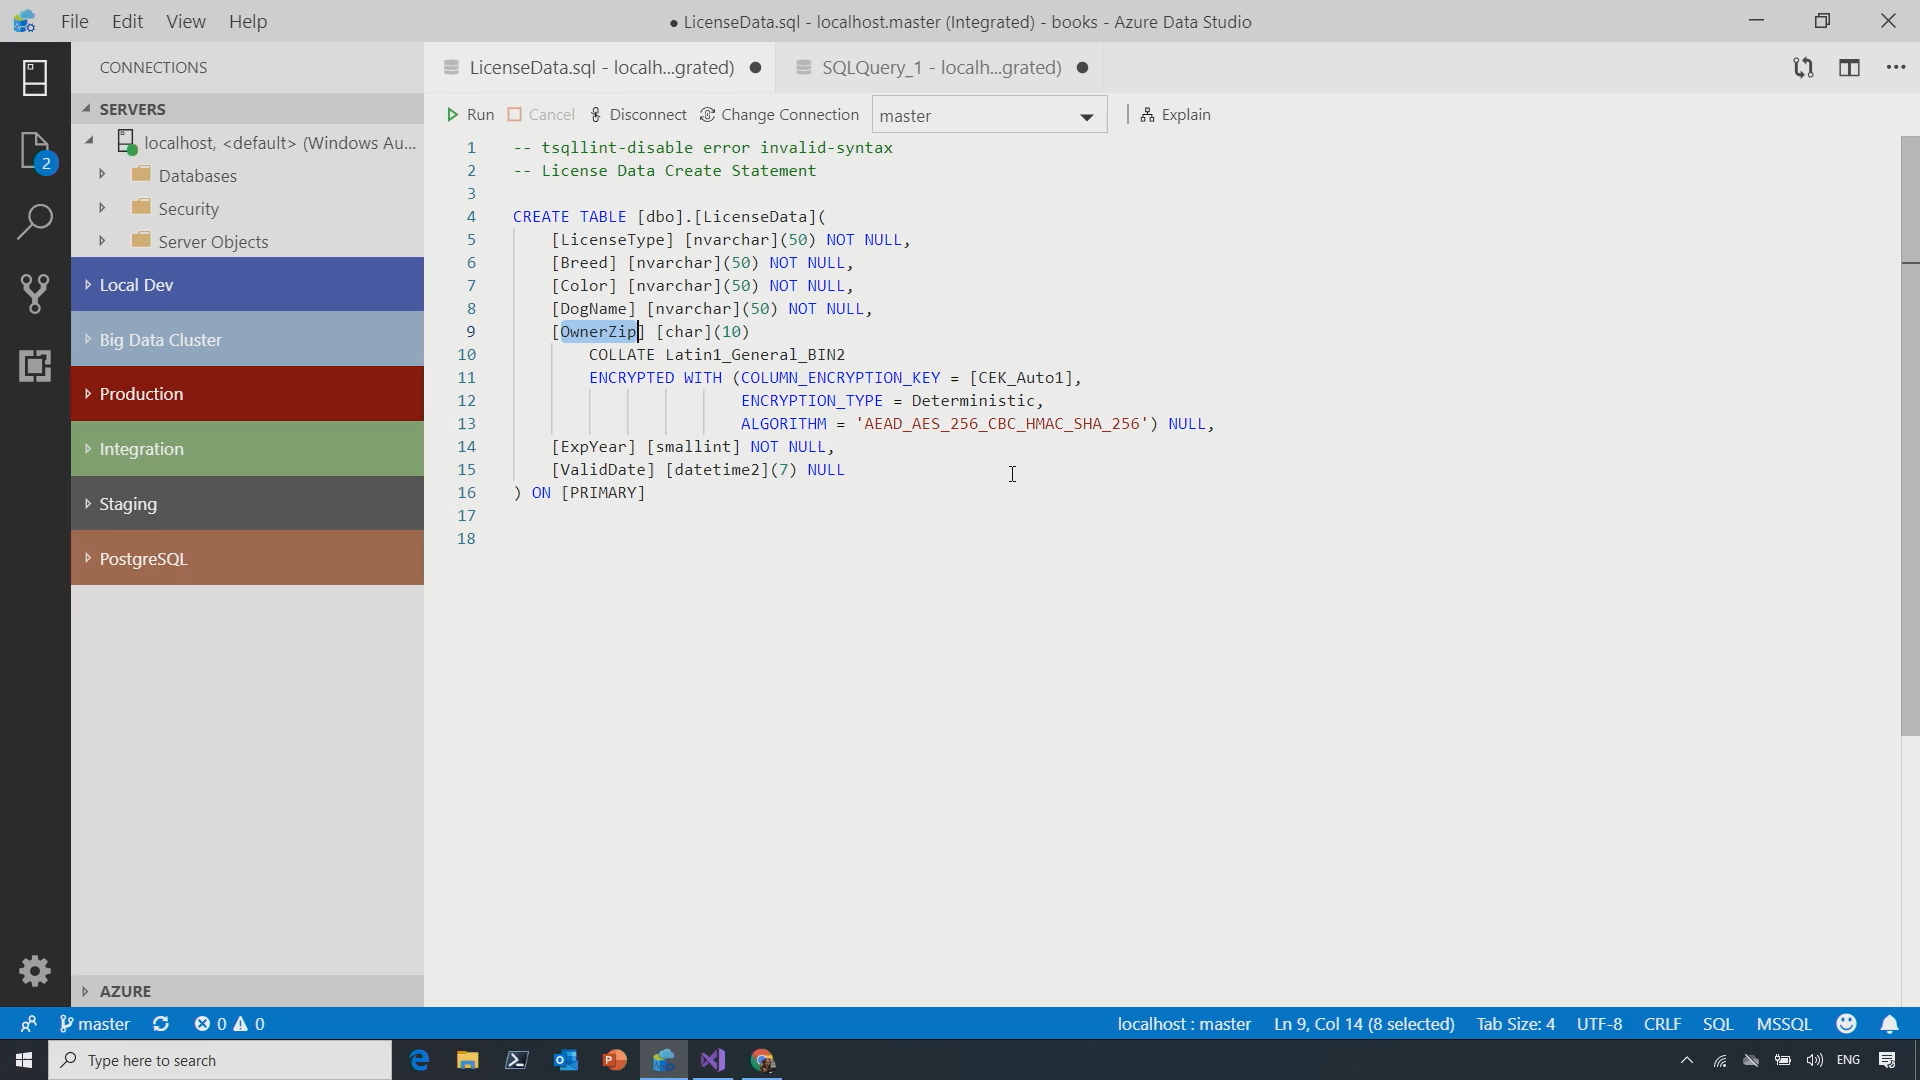 File Edit View Help
● LicenseData.sql - localhost.master (Integrated) - books - Azure Data Studio
CONNECTIONS
LicenseData.sql - localh...grated) ●
SQLQuery_1 - localh...grated) ●
SERVERS
Run Cancel Disconnect Change Connection master Explain
localhost, <default> (Windows Au...
Databases
Security
Server Objects
Local Dev
Big Data Cluster
Production
Integration
Staging
PostgreSQL
AZURE
2
1 -- tsqllint-disable error invalid-syntax
2 -- License Data Create Statement
3
4 CREATE TABLE [dbo].[LicenseData](
5 [LicenseType] [nvarchar](50) NOT NULL,
6 [Breed] [nvarchar](50) NOT NULL,
7 [Color] [nvarchar](50) NOT NULL,
8 [DogName] [nvarchar](50) NOT NULL,
9 [OwnerZip] [char](10)
10 COLLATE Latin1_General_BIN2
11 ENCRYPTED WITH (COLUMN_ENCRYPTION_KEY = [CEK_Auto1],
12 ENCRYPTION_TYPE = Deterministic,
13 ALGORITHM = 'AEAD_AES_256_CBC_HMAC_SHA_256') NULL,
14 [ExpYear] [smallint] NOT NULL,
15 [ValidDate] [datetime2](7) NULL
16 ) ON [PRIMARY]
17
18
master 0 0 localhost : master Ln 9, Col 14 (8 selected) Tab Size: 4 UTF-8 CRLF SQL MSSQL
Type here to search ENG